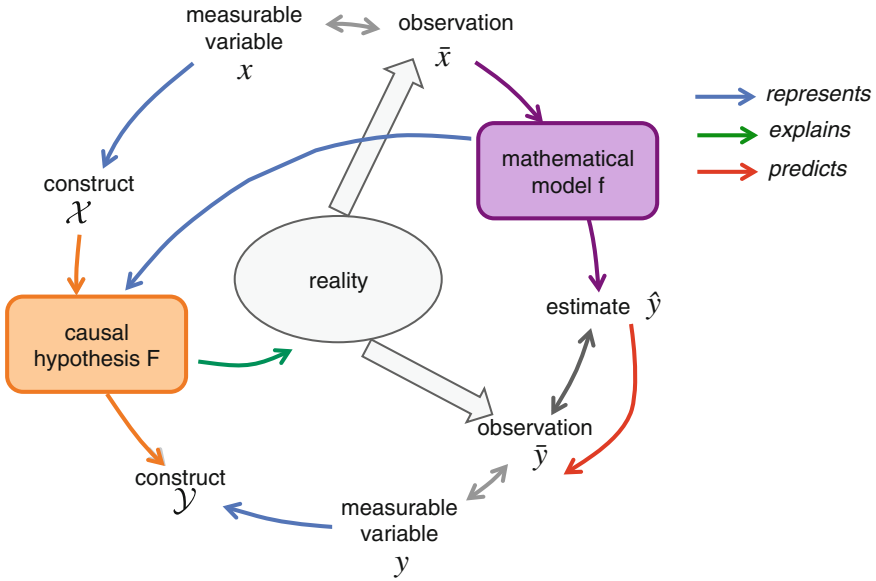 measurable
variable
x
observation
x̄
represents
explains
predicts
mathematical
model f
construct
𝒳
reality
estimate ŷ
causal
hypothesis F
observation
ȳ
construct
𝒴
measurable
variable
y